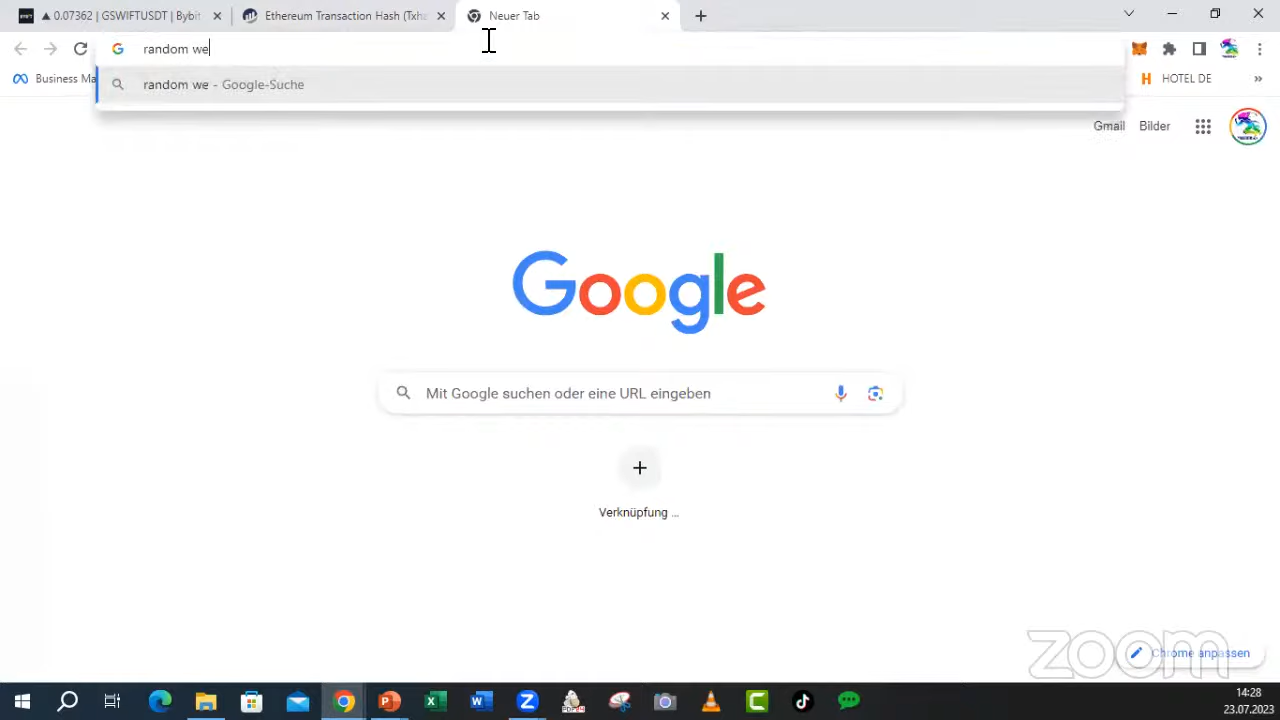 ▲ 0.07362 | GSWIFTUSDT | Bybit
Ethereum Transaction Hash (Txha
Neuer Tab
random we
Business Ma
random we - Google-Suche
HOTEL DE
»
Gmail
Bilder
Google
Mit Google suchen oder eine URL eingeben
Verknüpfung ...
zoom
Chrome anpassen
14:28
23.07.2023